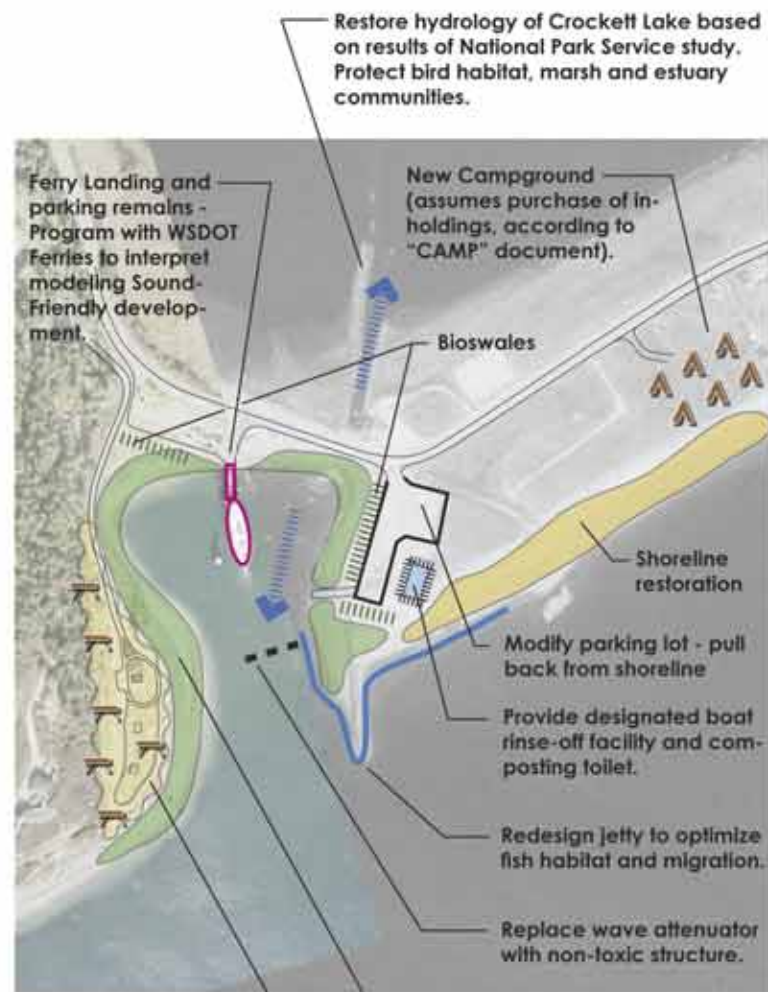 Restore hydrology of Crockett Lake based
on results of National Park Service study.
Protect bird habitat, marsh and estuary
communities.
Ferry Landing and
parking remains -
Program with WSDOT
Ferries to interpret
modeling Sound-
Friendly develop-
ment.
New Campground
(assumes purchase of in-
holdings, according to
"CAMP" document).
Bioswales
Shoreline
restoration
Modify parking lot - pull
back from shoreline
Provide designated boat
rinse-off facility and com-
posting toilet.
Redesign jetty to optimize
fish habitat and migration.
Replace wave attenuator
with non-toxic structure.